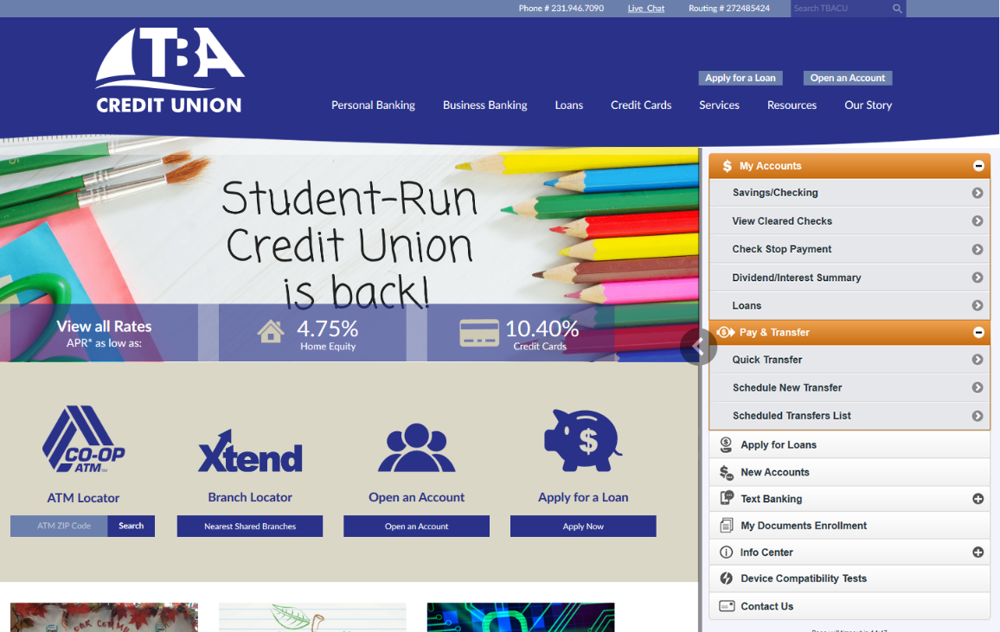 Phone # 231.946.7090
Live Chat
Routing # 272485424
Search TBACU
TBA
CREDIT UNION
Apply for a Loan
Open an Account
Personal Banking
Business Banking
Loans
Credit Cards
Services
Resources
Our Story
Student-Run
Credit Union
is back!
View all Rates
APR* as low as:
4.75%
Home Equity
10.40%
Credit Cards
CO-OP
ATM
ATM Locator
ATM ZIP Code
Search
Xtend
Branch Locator
Nearest Shared Branches
Open an Account
Open an Account
$
Apply for a Loan
Apply Now
$ My Accounts
Savings/Checking
View Cleared Checks
Check Stop Payment
Dividend/Interest Summary
Loans
Pay & Transfer
Quick Transfer
Schedule New Transfer
Scheduled Transfers List
Apply for Loans
New Accounts
Text Banking
My Documents Enrollment
Info Center
Device Compatibility Tests
Contact Us